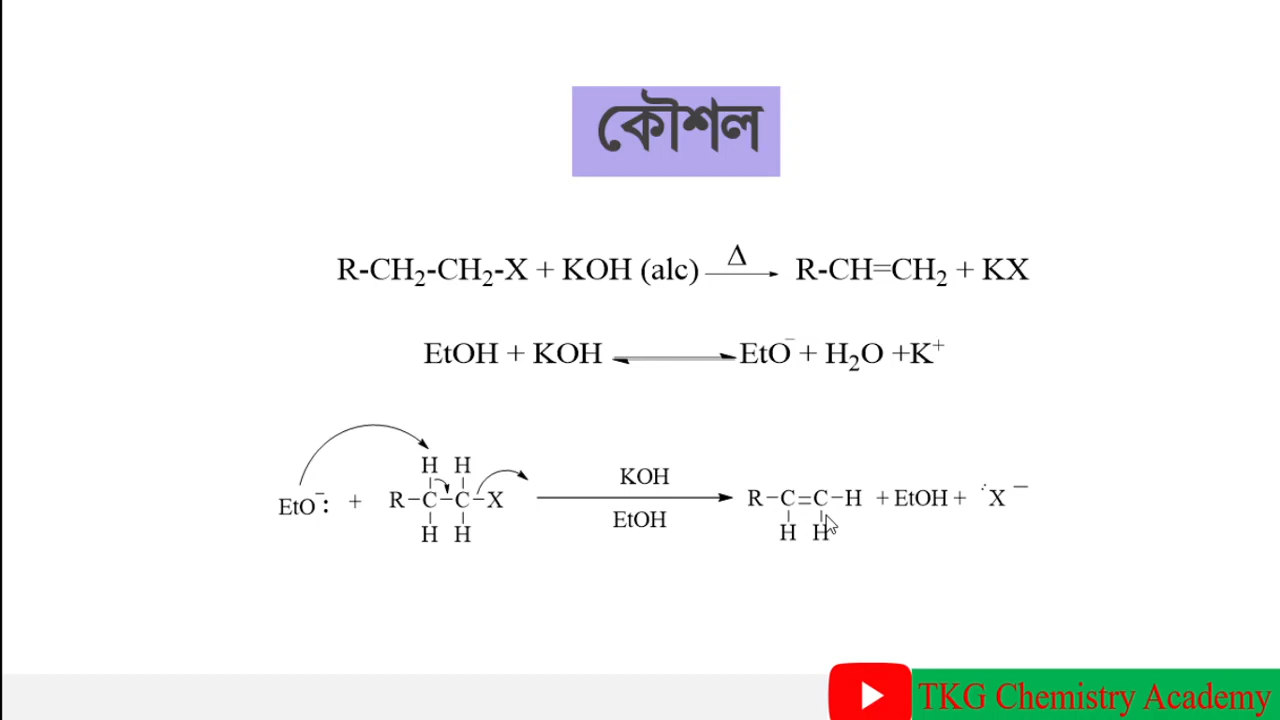 কৌশল
Δ
R-CH₂-CH₂-X + KOH (alc) → R-CH=CH₂ + KX
EtOH + KOH ⇌ EtO⁻ + H₂O +K⁺
H H
KOH
EtO⁻: + R-C-C-X → R-C=C-H + EtOH + :X⁻
EtOH
H H H H
TKG Chemistry Academy